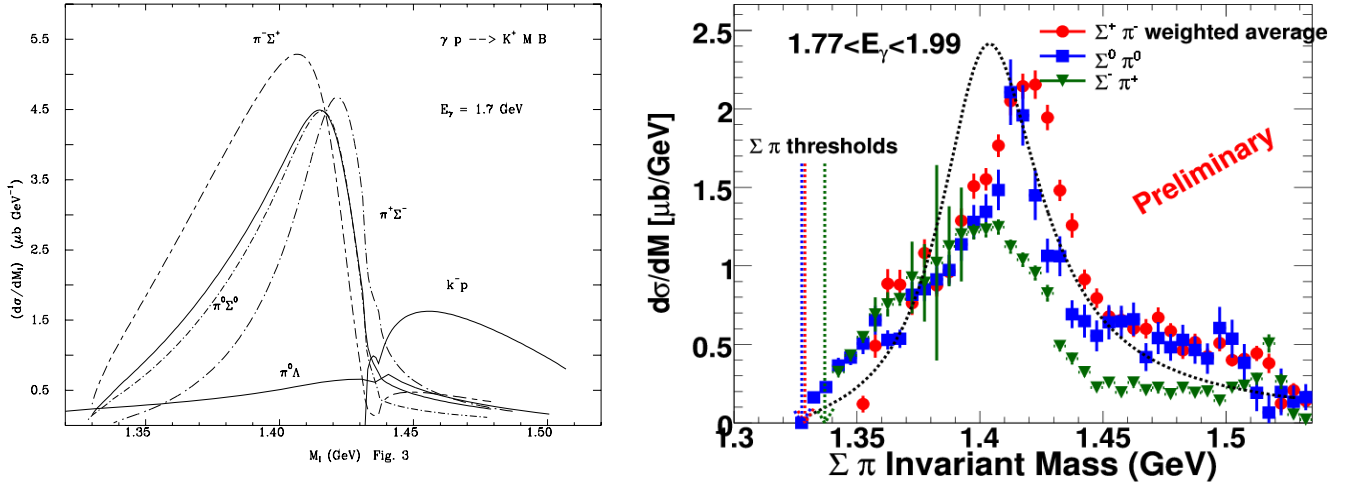 π⁻Σ⁺
γ p --> K⁺ M B
E_γ = 1.7 GeV
π⁺Σ⁻
k⁻p
π⁰Σ⁰
π⁰Λ
5.5
4.5
3.5
2.5
1.5
0.5
(dσ/dM_I) (μb GeV⁻¹)
1.35
1.40
1.45
1.50
M_I (GeV) Fig. 3
1.77<E_γ<1.99
Σ⁺ π⁻ weighted average
Σ⁰ π⁰
Σ⁻ π⁺
Σ π thresholds
Preliminary
2.5
2
1.5
1
0.5
0
dσ/dM [μb/GeV]
1.3
1.35
1.4
1.45
1.5
Σ π Invariant Mass (GeV)